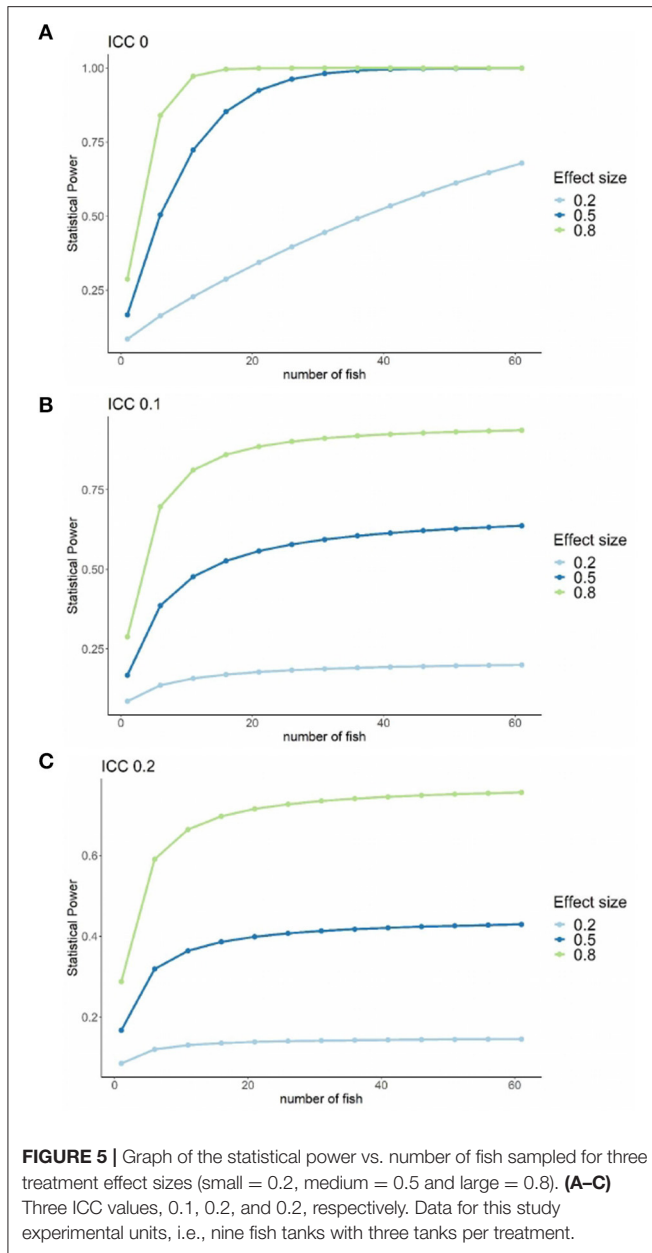 A
ICC 0
1.00
0.75
0.50
0.25
Statistical Power
0
20
40
60
number of fish
Effect size
0.2
0.5
0.8
B
ICC 0.1
0.75
0.50
0.25
Statistical Power
0
20
40
60
number of fish
Effect size
0.2
0.5
0.8
C
ICC 0.2
0.6
0.4
0.2
Statistical Power
0
20
40
60
number of fish
Effect size
0.2
0.5
0.8
FIGURE 5 | Graph of the statistical power vs. number of fish sampled for three
treatment effect sizes (small = 0.2, medium = 0.5 and large = 0.8). (A–C)
Three ICC values, 0.1, 0.2, and 0.2, respectively. Data for this study
experimental units, i.e., nine fish tanks with three tanks per treatment.